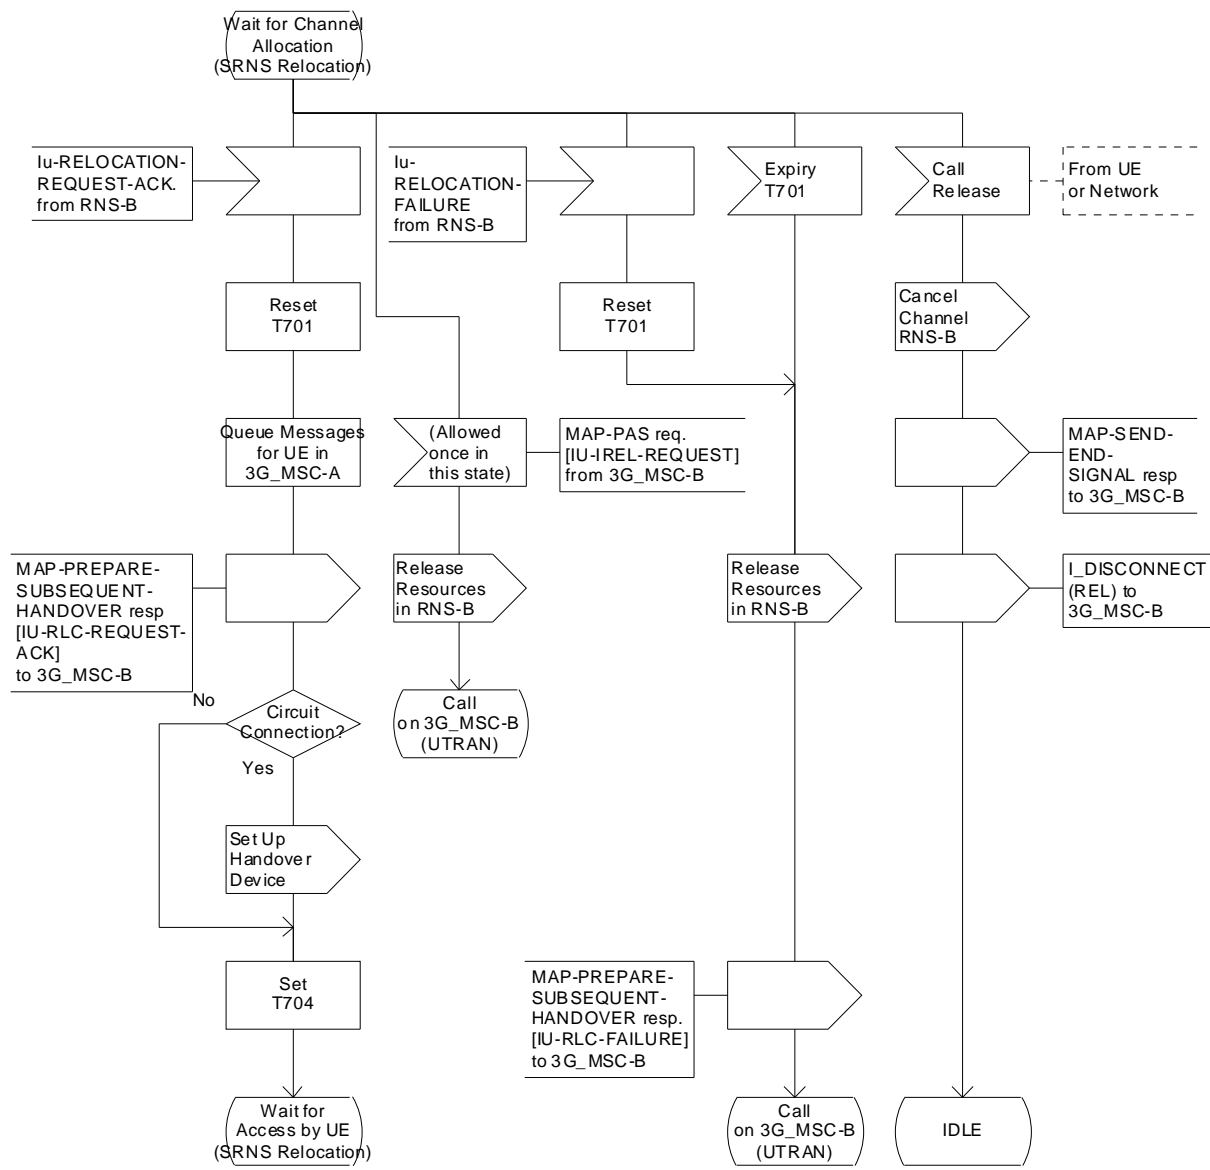 Wait for Channel
Allocation
(SRNS Relocation)
Iu-RELOCATION-
REQUEST-ACK.
from RNS-B
Iu-
RELOCATION-
FAILURE
from RNS-B
Expiry
T701
Call
Release
From UE
or Network
Reset
T701
Reset
T701
Cancel
Channel
RNS-B
Queue Messages
for UE in
3G_MSC-A
(Allowed
once in
this state)
MAP-PAS req.
[IU-IREL-REQUEST]
from 3G_MSC-B
MAP-SEND-
END-
SIGNAL resp
to 3G_MSC-B
MAP-PREPARE-
SUBSEQUENT-
HANDOVER resp
[IU-RLC-REQUEST-
ACK]
to 3G_MSC-B
Release
Resources
in RNS-B
Release
Resources
in RNS-B
I_DISCONNECT
(REL) to
3G_MSC-B
No
Circuit
Connection?
Yes
Call
on 3G_MSC-B
(UTRAN)
Set Up
Handover
Device
Set
T704
MAP-PREPARE-
SUBSEQUENT-
HANDOVER resp.
[IU-RLC-FAILURE]
to 3G_MSC-B
Wait for
Access by UE
(SRNS Relocation)
Call
on 3G_MSC-B
(UTRAN)
IDLE